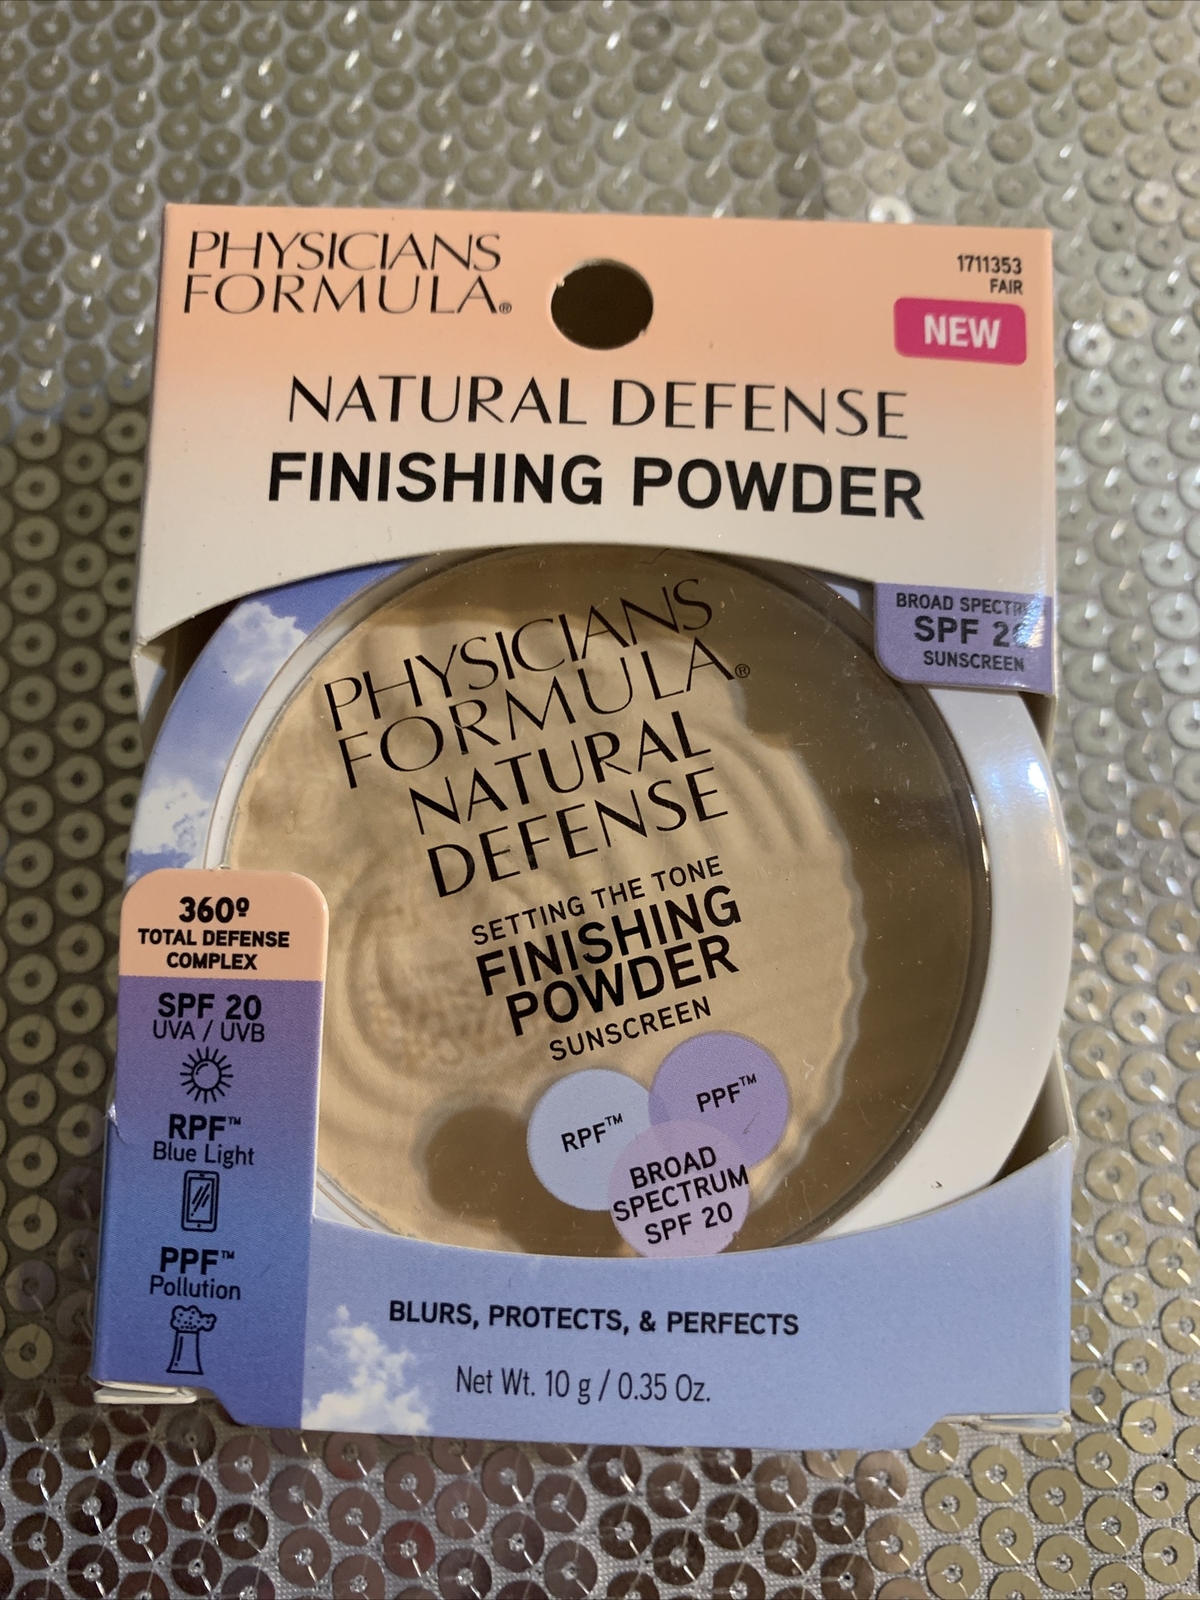 PHYSICIANS
FORMULA®
1711353
FAIR
NEW
NATURAL DEFENSE
FINISHING POWDER
BROAD SPECTRUM
SPF 20
SUNSCREEN
PHYSICIANS
FORMULA®
NATURAL
DEFENSE
SETTING THE TONE
FINISHING
POWDER
SUNSCREEN
RPF™
PPF™
BROAD
SPECTRUM
SPF 20
360º
TOTAL DEFENSE
COMPLEX
SPF 20
UVA / UVB
RPF™
Blue Light
PPF™
Pollution
BLURS, PROTECTS, & PERFECTS
Net Wt. 10 g / 0.35 Oz.